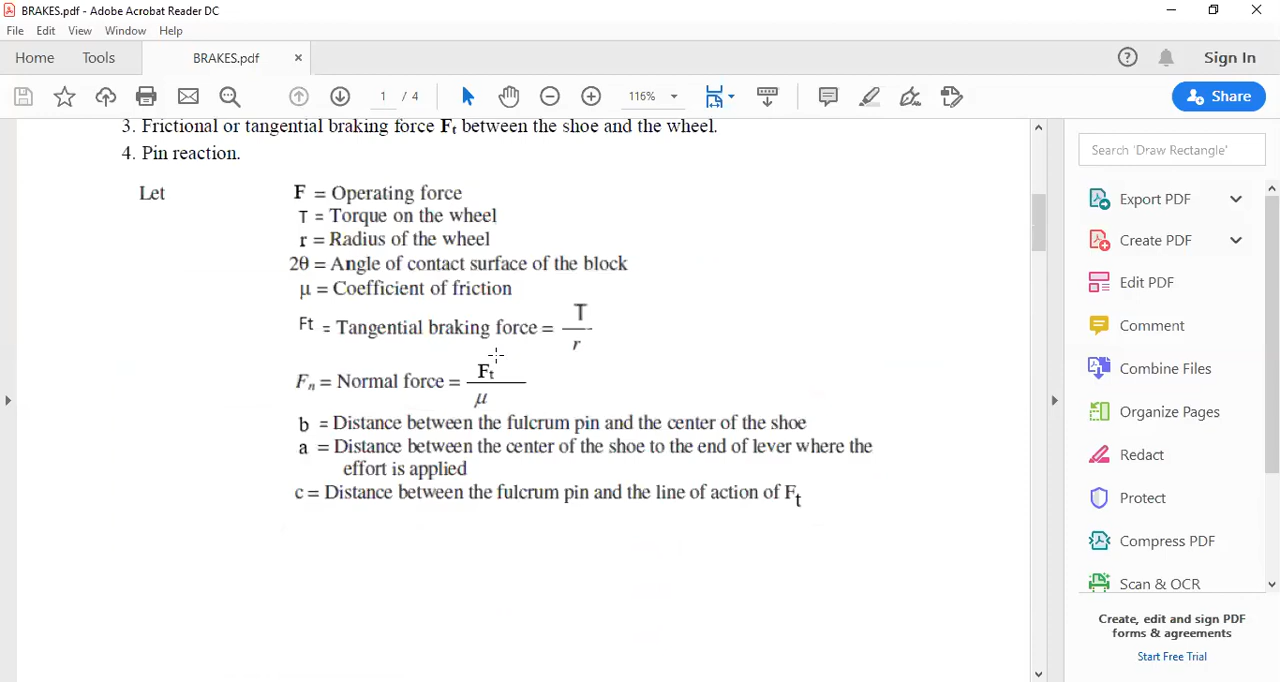 BRAKES.pdf - Adobe Acrobat Reader DC
File Edit View Window Help
Home Tools BRAKES.pdf × Sign In
1 / 4 116% Share
3. Frictional or tangential braking force Ft between the shoe and the wheel.
4. Pin reaction.
Let F = Operating force
T = Torque on the wheel
r = Radius of the wheel
2θ = Angle of contact surface of the block
μ = Coefficient of friction
Ft = Tangential braking force = T
r
Fn = Normal force = Ft
μ
b = Distance between the fulcrum pin and the center of the shoe
a = Distance between the center of the shoe to the end of lever where the
effort is applied
c = Distance between the fulcrum pin and the line of action of Ft
Search 'Draw Rectangle'
Export PDF
Create PDF
Edit PDF
Comment
Combine Files
Organize Pages
Redact
Protect
Compress PDF
Scan & OCR
Create, edit and sign PDF
forms & agreements
Start Free Trial